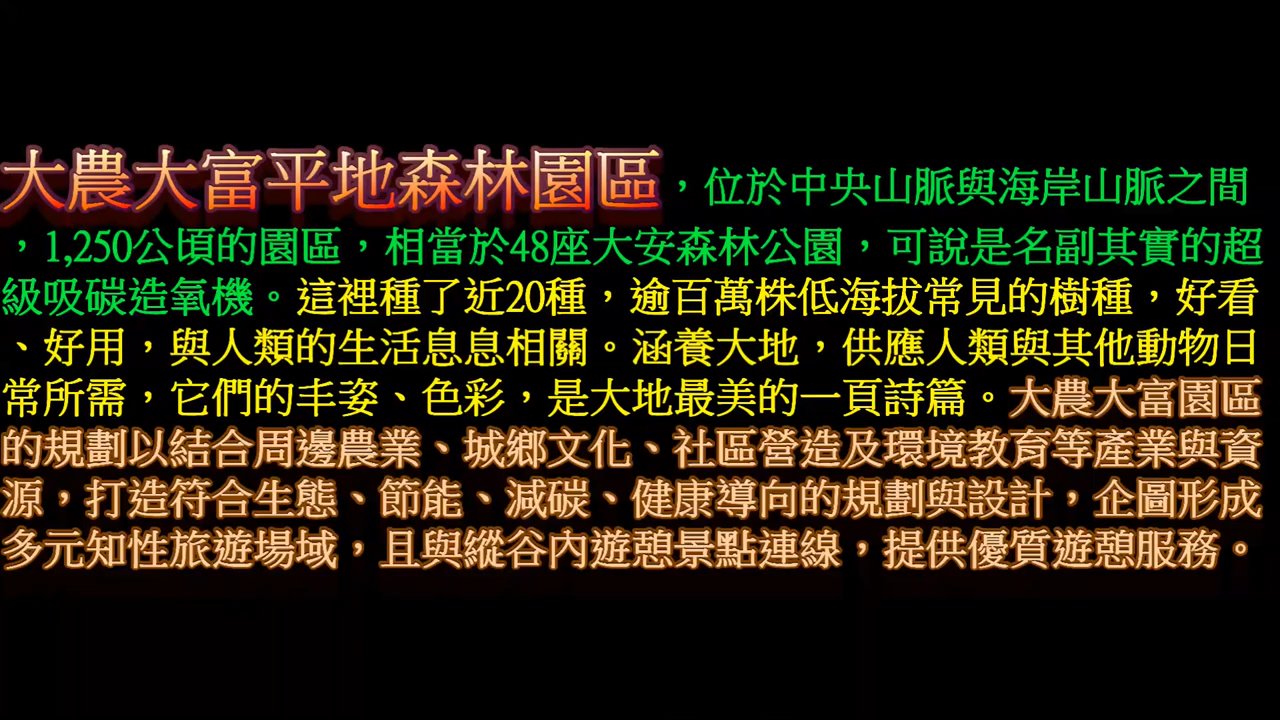 大農大富平地森林園區，位於中央山脈與海岸山脈之間
，1,250公頃的園區，相當於48座大安森林公園，可說是名副其實的超
級吸碳造氧機。這裡種了近20種，逾百萬株低海拔常見的樹種，好看
、好用，與人類的生活息息相關。涵養大地，供應人類與其他動物日
常所需，它們的丰姿、色彩，是大地最美的一頁詩篇。大農大富園區
的規劃以結合周邊農業、城鄉文化、社區營造及環境教育等產業與資
源，打造符合生態、節能、減碳、健康導向的規劃與設計，企圖形成
多元知性旅遊場域，且與縱谷內遊憩景點連線，提供優質遊憩服務。